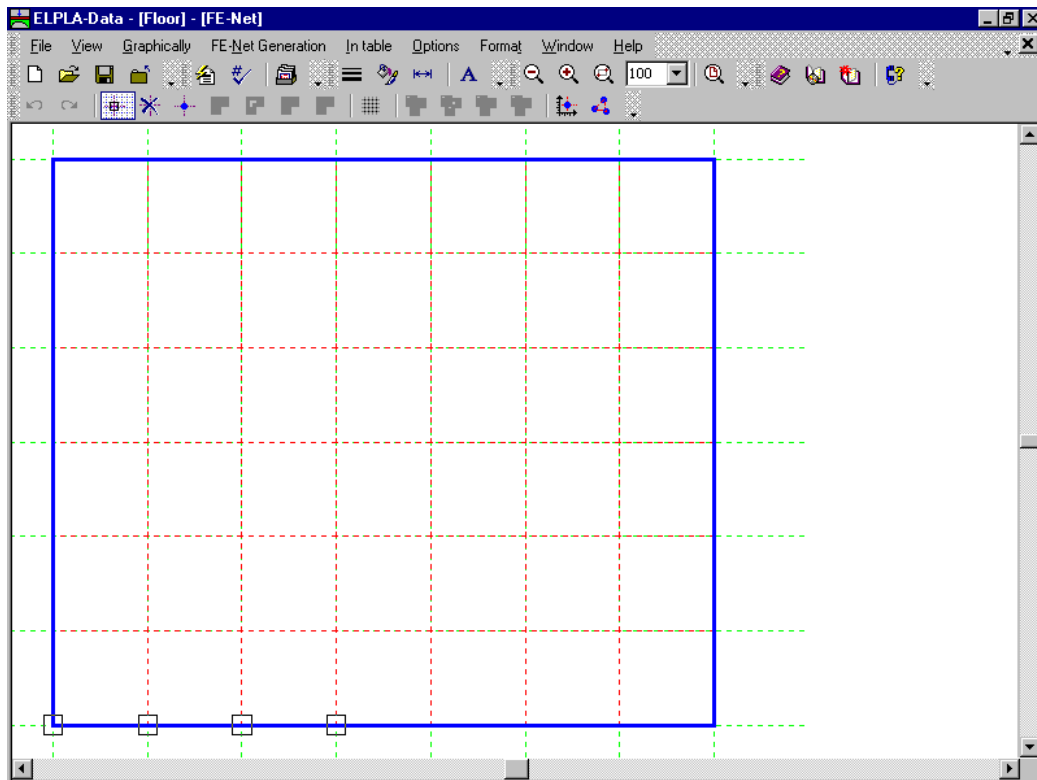 ELPLA-Data - [Floor] - [FE-Net]
File View Graphically FE-Net Generation In table Options Format Window Help
A 100